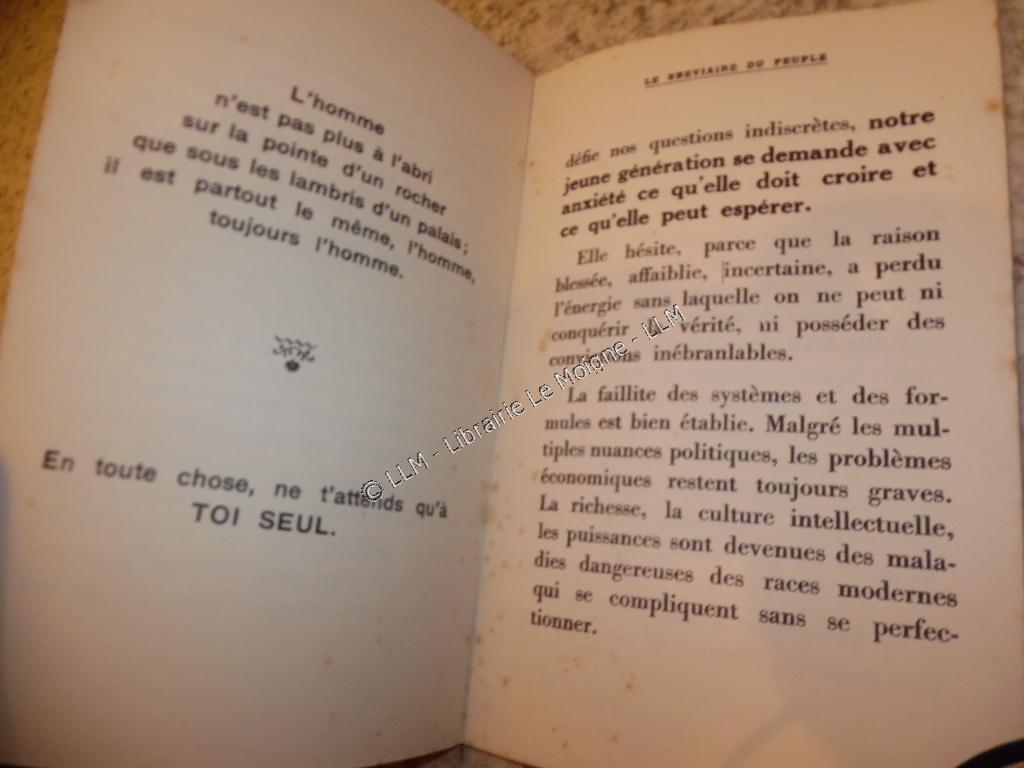 L'homme
n'est pas plus à l'abri
sur la pointe d'un rocher
que sous les lambris d'un palais;
il est partout le même, l'homme,
toujours l'homme.
En toute chose, ne t'attends qu'à
TOI SEUL.
LE BREVIAIRE DU PEUPLE
défie nos questions indiscrètes, notre
jeune génération se demande avec
anxiété ce qu'elle doit croire et
ce qu'elle peut espérer.
Elle hésite, parce que la raison
blessée, affaiblie, incertaine, a perdu
l'énergie sans laquelle on ne peut ni
conquérir la vérité, ni posséder des
convictions inébranlables.
La faillite des systèmes et des for-
mules est bien établie. Malgré les mul-
tiples nuances politiques, les problèmes
économiques restent toujours graves.
La richesse, la culture intellectuelle,
les puissances sont devenues des mala-
dies dangereuses des races modernes
qui se compliquent sans se perfec-
tionner.
© LLM - Librairie Le Moigne - LLM